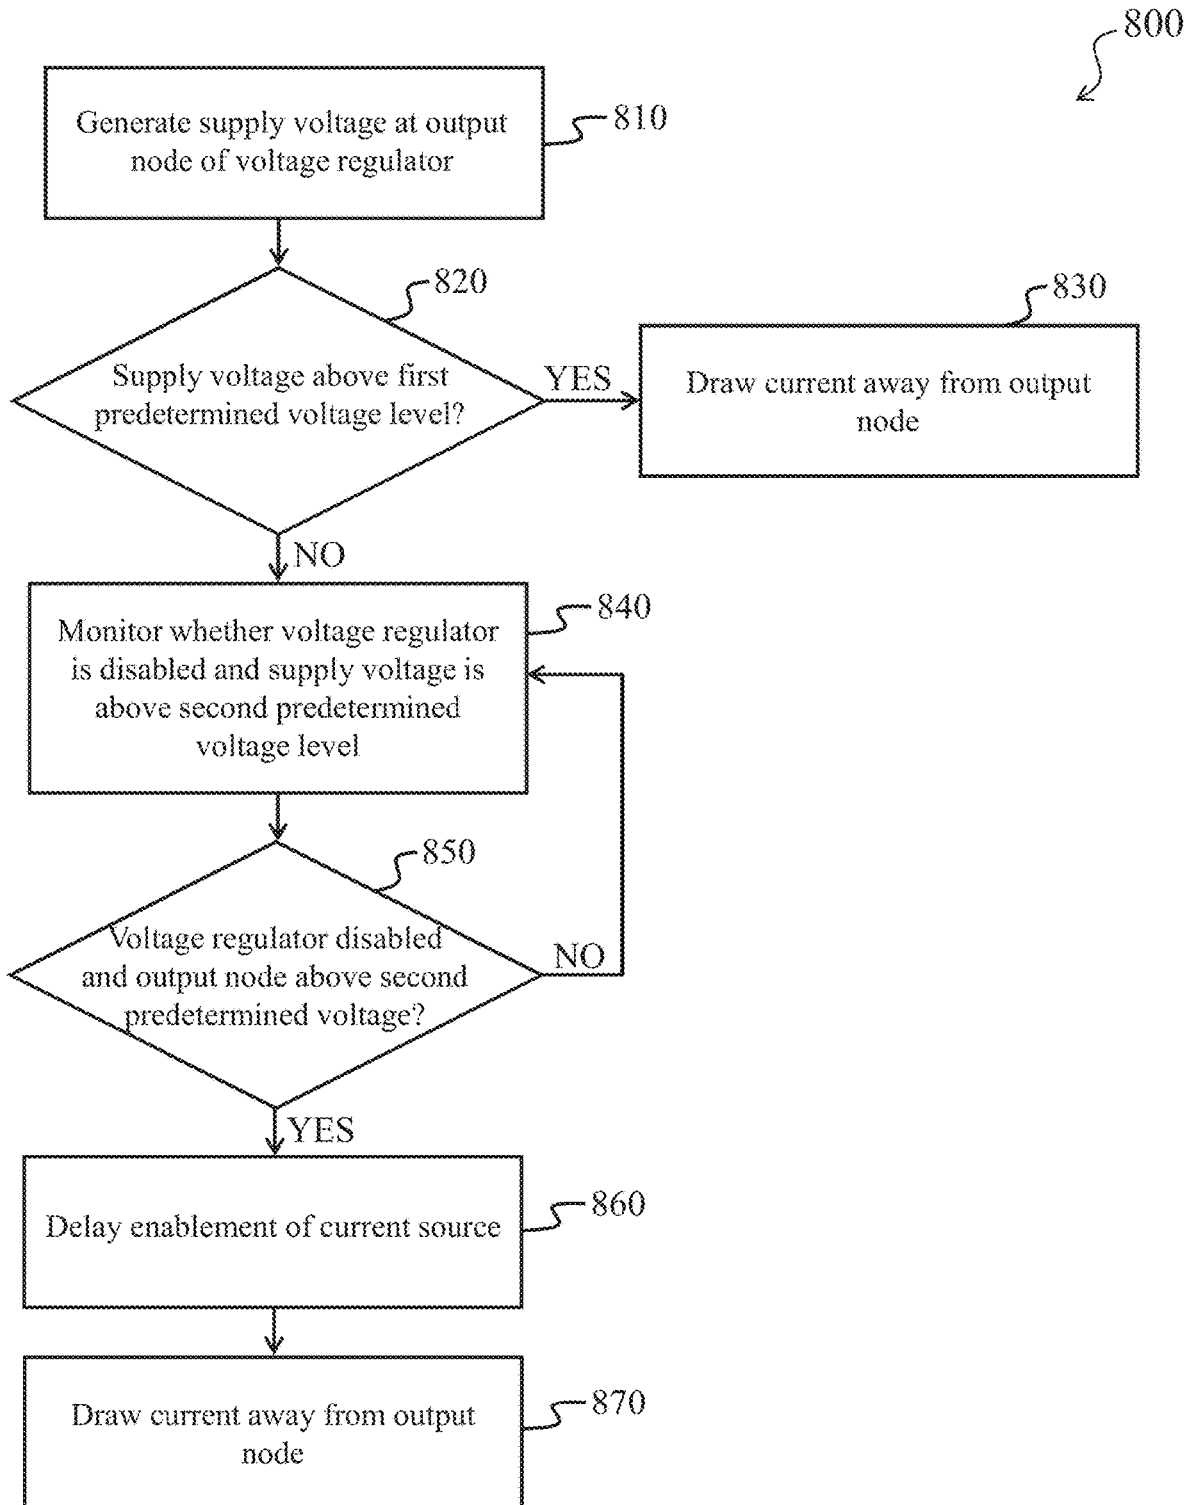 800
Generate supply voltage at output
node of voltage regulator
810
820
Supply voltage above first
predetermined voltage level?
YES
830
Draw current away from output
node
NO
840
Monitor whether voltage regulator
is disabled and supply voltage is
above second predetermined
voltage level
850
Voltage regulator disabled
and output node above second
predetermined voltage?
NO
YES
860
Delay enablement of current source
870
Draw current away from output
node